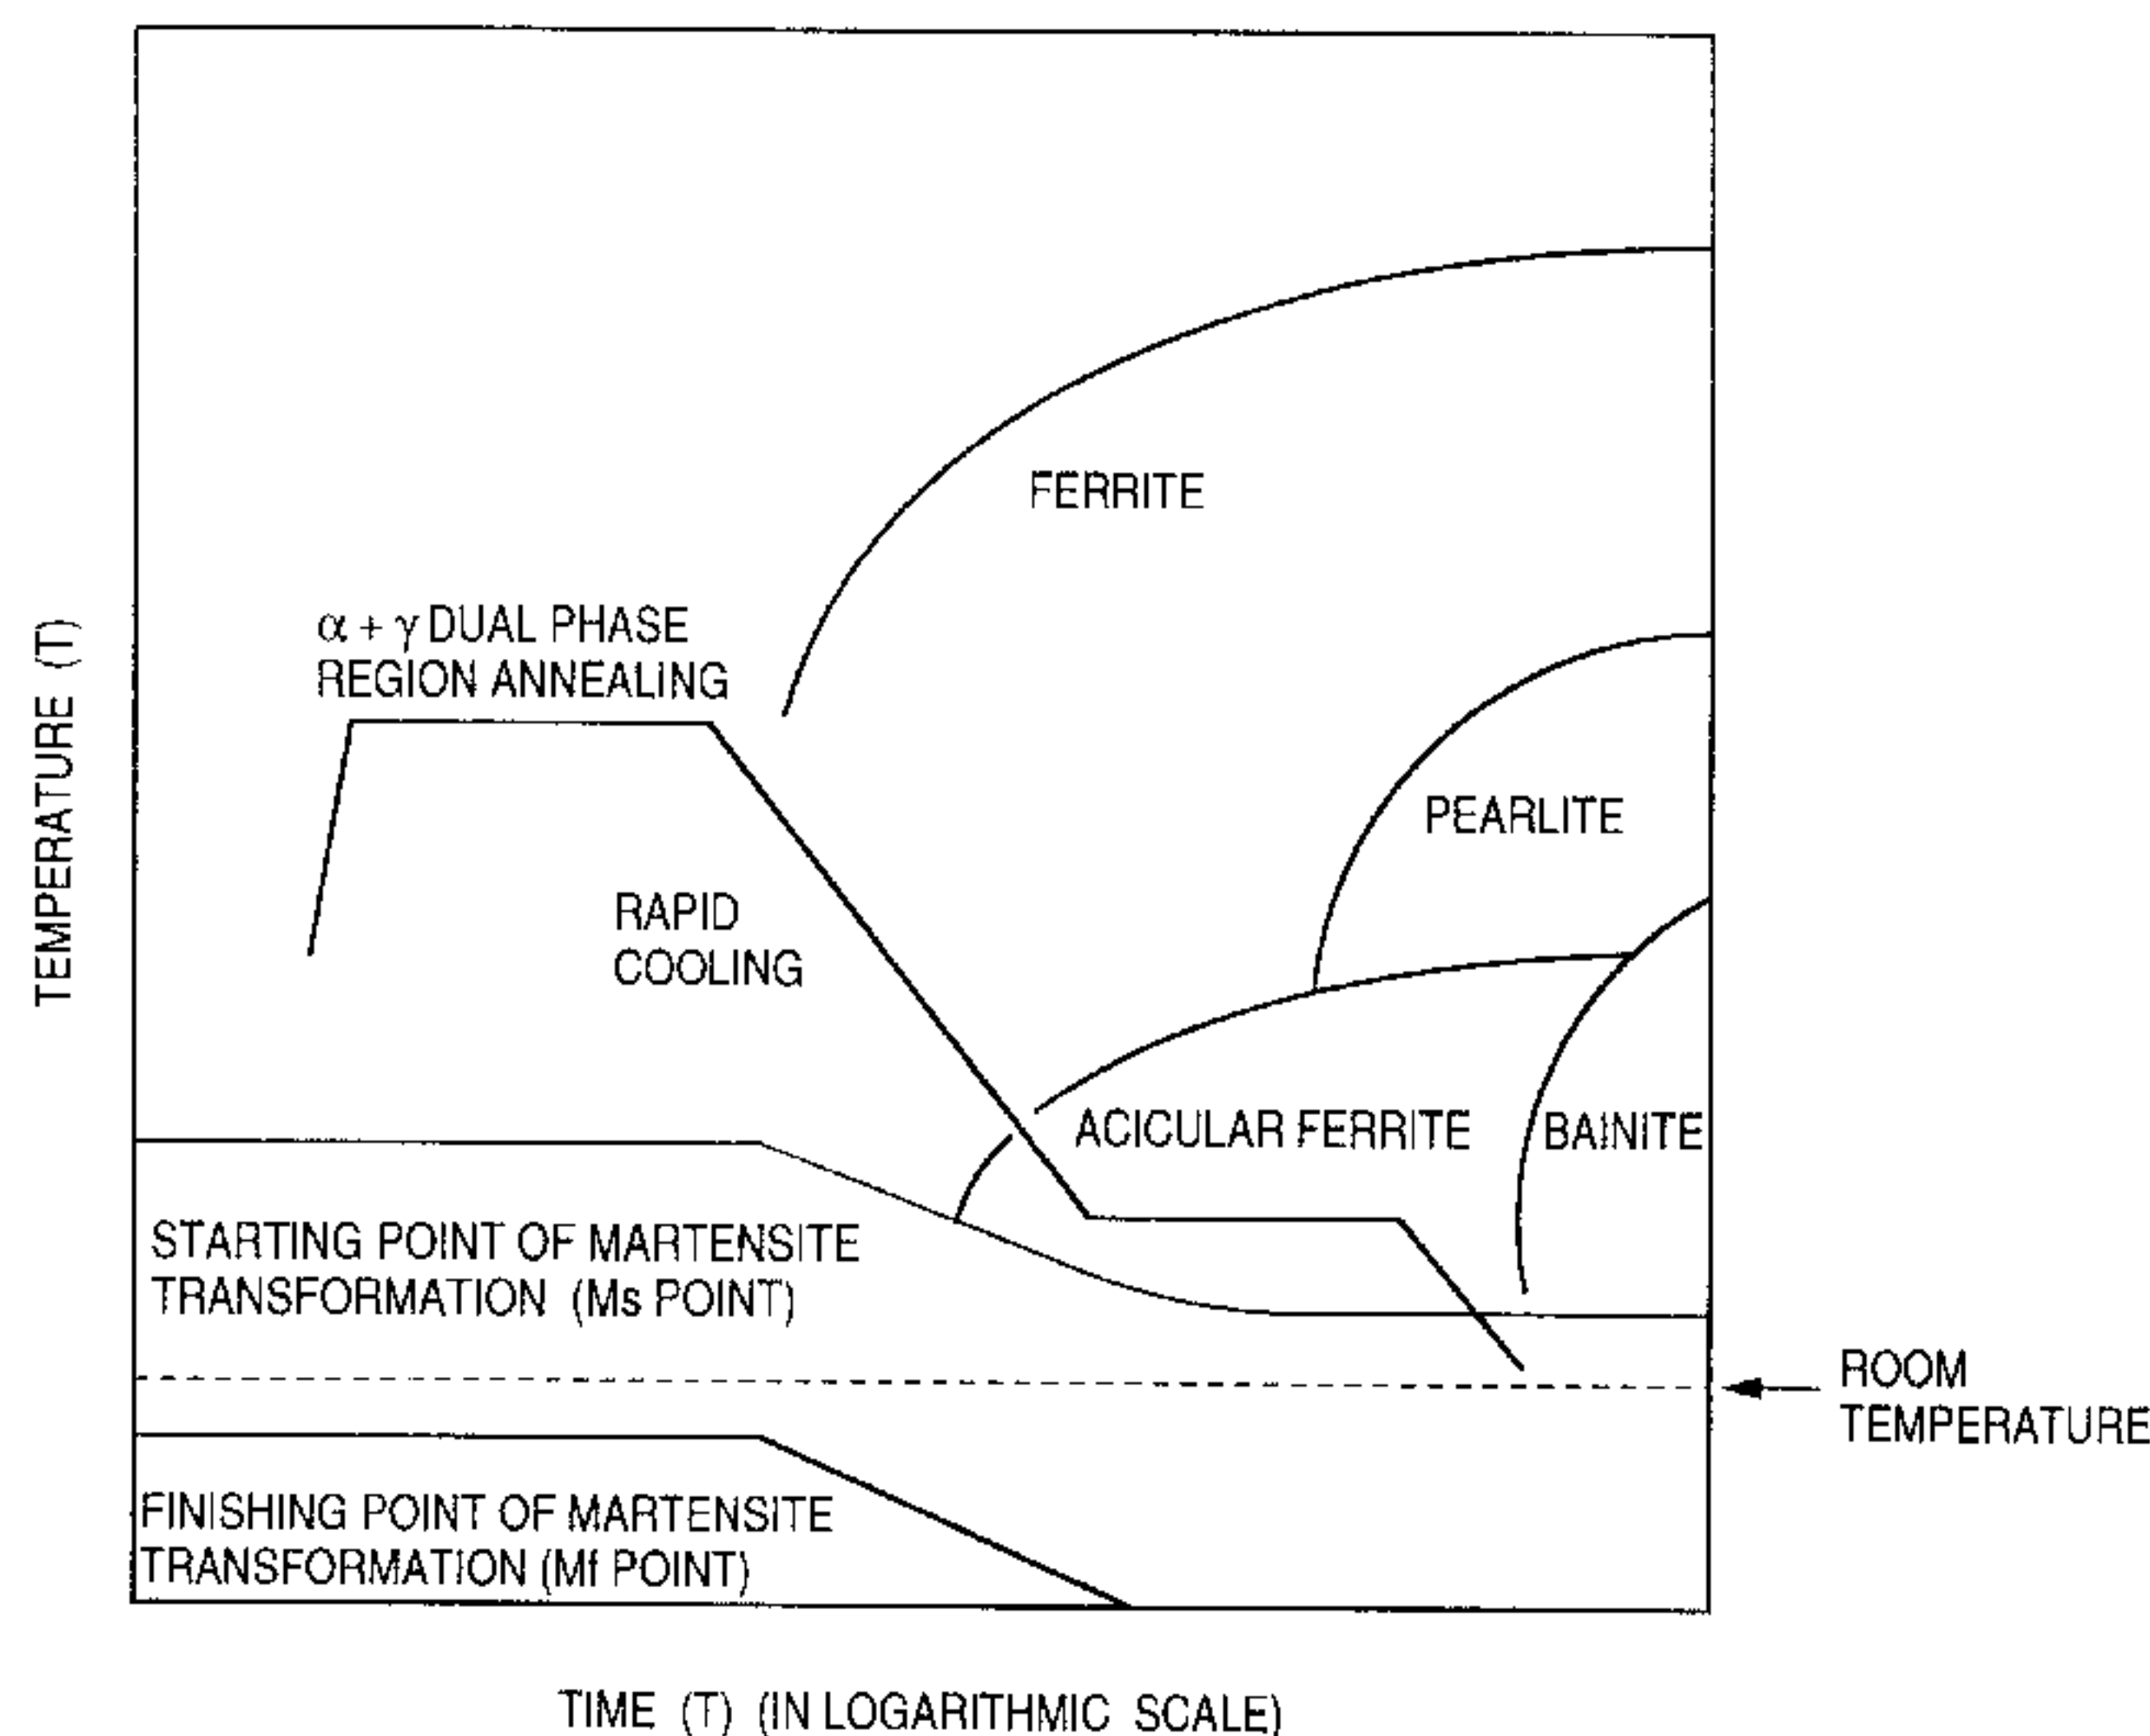 FERRITE
α + γ DUAL PHASE
REGION ANNEALING
TEMPERATURE (T)
PEARLITE
RAPID
COOLING
ACICULAR FERRITE
BAINITE
STARTING POINT OF MARTENSITE
TRANSFORMATION (Ms POINT)
ROOM
TEMPERATURE
FINISHING POINT OF MARTENSITE
TRANSFORMATION (Mf POINT)
TIME (T) (IN LOGARITHMIC SCALE)